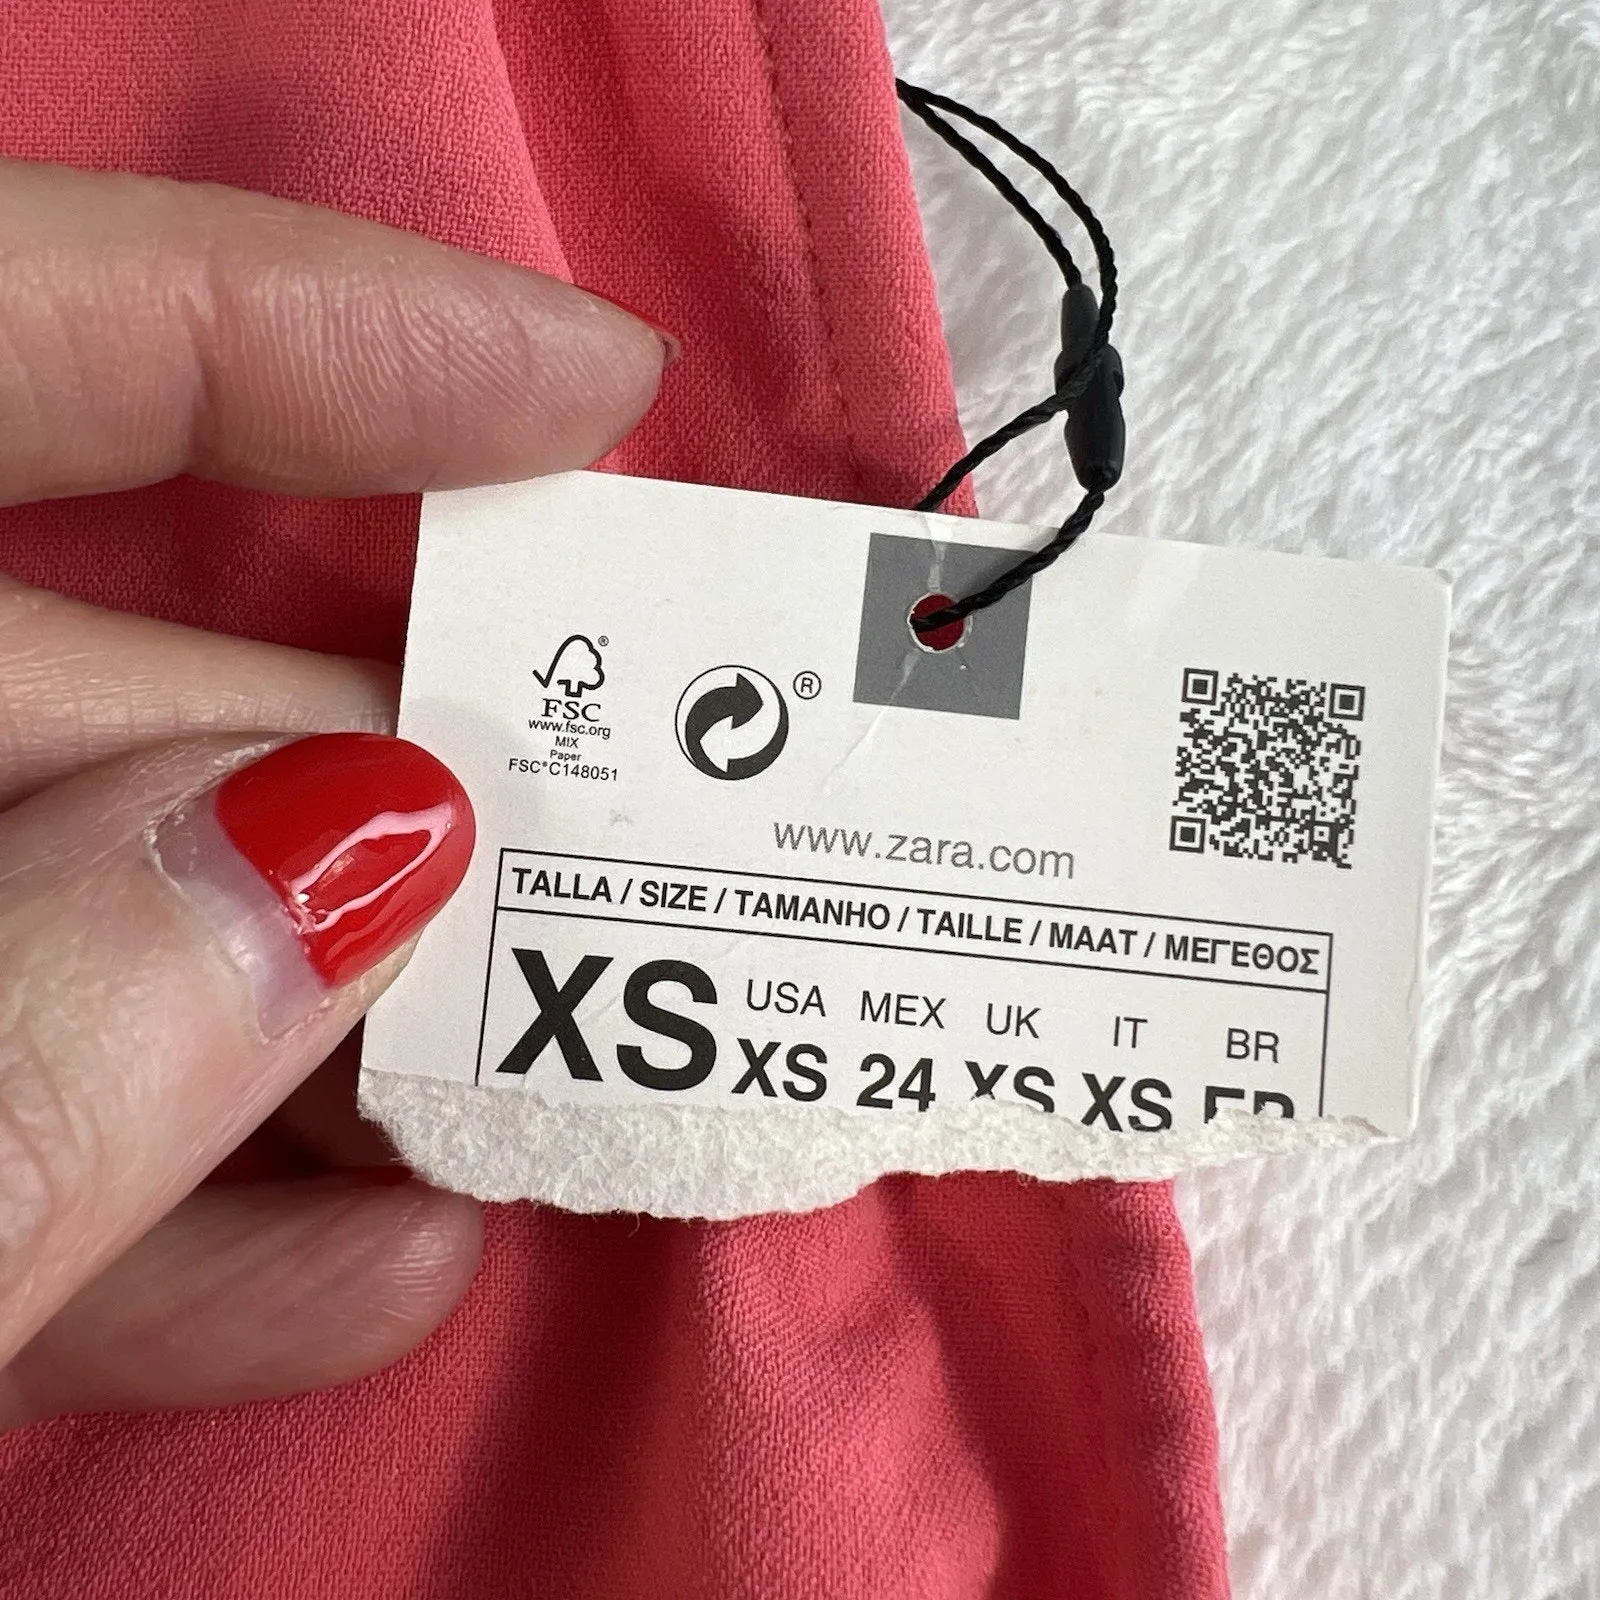 FSC®
www.fsc.org
MIX
Paper
FSC® C148051
®
www.zara.com
TALLA / SIZE / TAMANHO / TAILLE / MAAT / ΜΕΓΕΘΟΣ
USA MEX UK IT BR
XS XS 24 XS XS